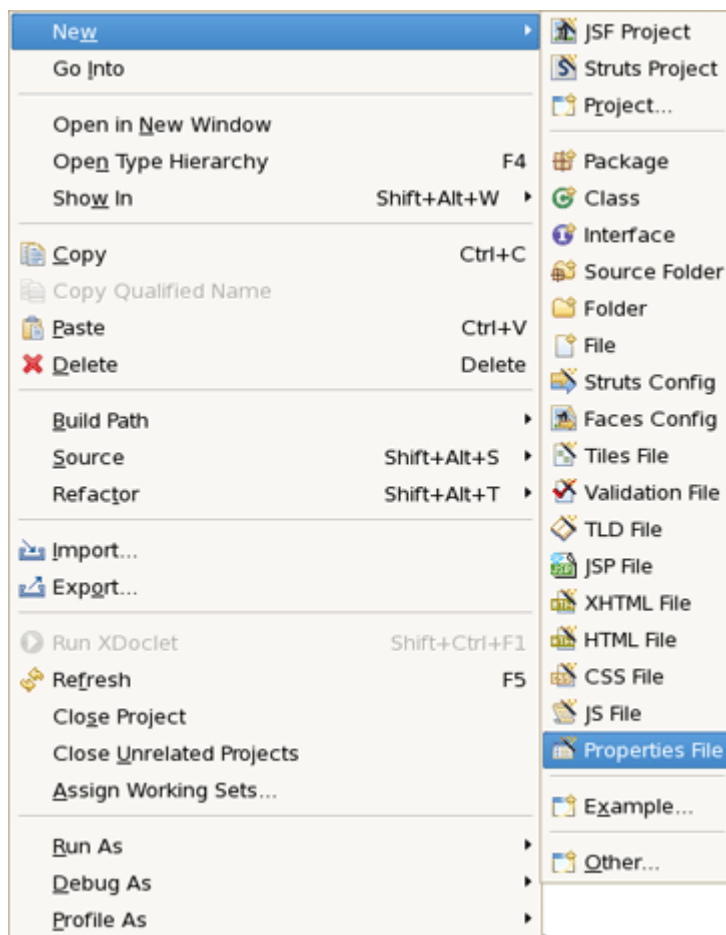 New
Go Into
Open in New Window
Open Type Hierarchy F4
Show In Shift+Alt+W
Copy Ctrl+C
Copy Qualified Name
Paste Ctrl+V
Delete Delete
Build Path
Source Shift+Alt+S
Refactor Shift+Alt+T
Import...
Export...
Run XDoclet Shift+Ctrl+F1
Refresh F5
Close Project
Close Unrelated Projects
Assign Working Sets...
Run As
Debug As
Profile As
JSF Project
Struts Project
Project...
Package
Class
Interface
Source Folder
Folder
File
Struts Config
Faces Config
Tiles File
Validation File
TLD File
JSP File
XHTML File
HTML File
CSS File
JS File
Properties File
Example...
Other...